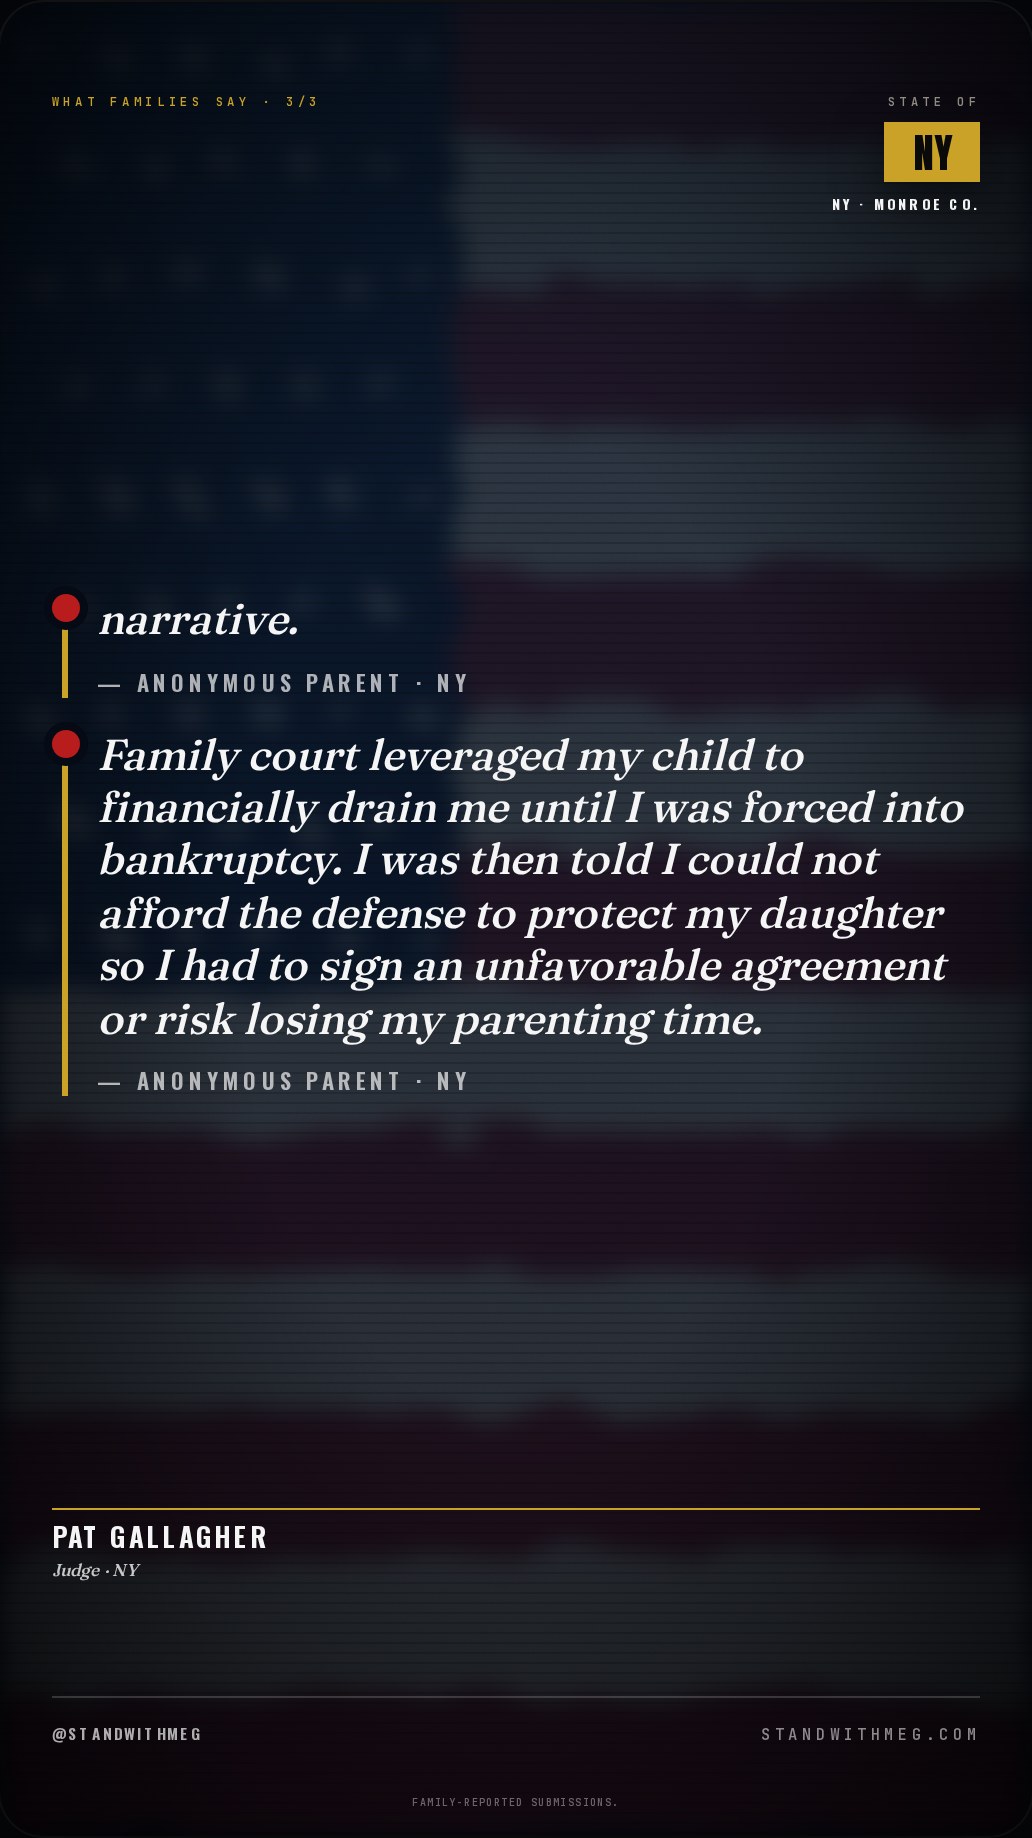 WHAT FAMILIES SAY · 3/3
STATE OF
NY
NY · MONROE CO.
narrative.
— ANONYMOUS PARENT · NY
Family court leveraged my child to
financially drain me until I was forced into
bankruptcy. I was then told I could not
afford the defense to protect my daughter
so I had to sign an unfavorable agreement
or risk losing my parenting time.
— ANONYMOUS PARENT · NY
PAT GALLAGHER
Judge · NY
@STANDWITHMEG
STANDWITHMEG.COM
FAMILY-REPORTED SUBMISSIONS.